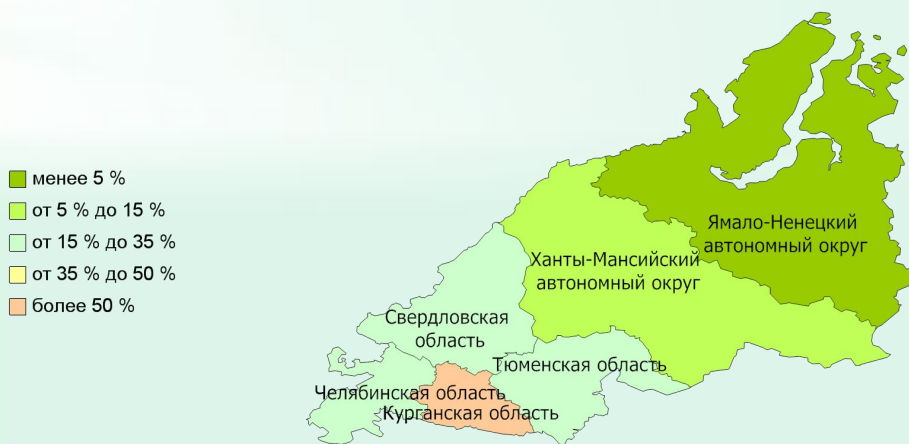 менее 5 %
от 5 % до 15 %
от 15 % до 35 %
от 35 % до 50 %
более 50 %
Ямало-Ненецкий
автономный округ
Ханты-Мансийский
автономный округ
Свердловская
область
Тюменская область
Челябинская область
Курганская область